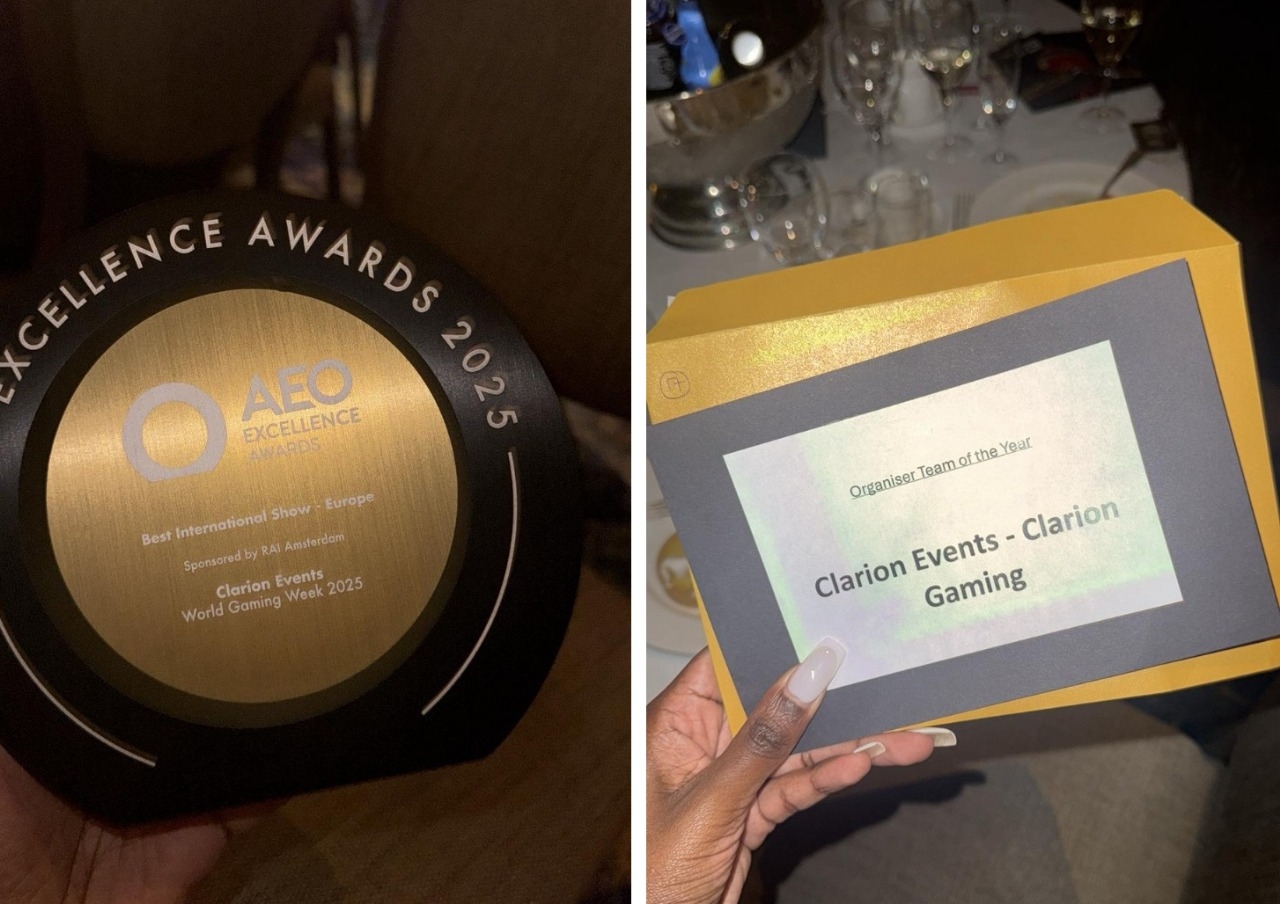 EXCELLENCE AWARDS 2025
AEO
EXCELLENCE
AWARDS
Best International Show - Europe
Sponsored by RAI Amsterdam
Clarion Events
World Gaming Week 2025
Organiser Team of the Year
Clarion Events - Clarion
Gaming